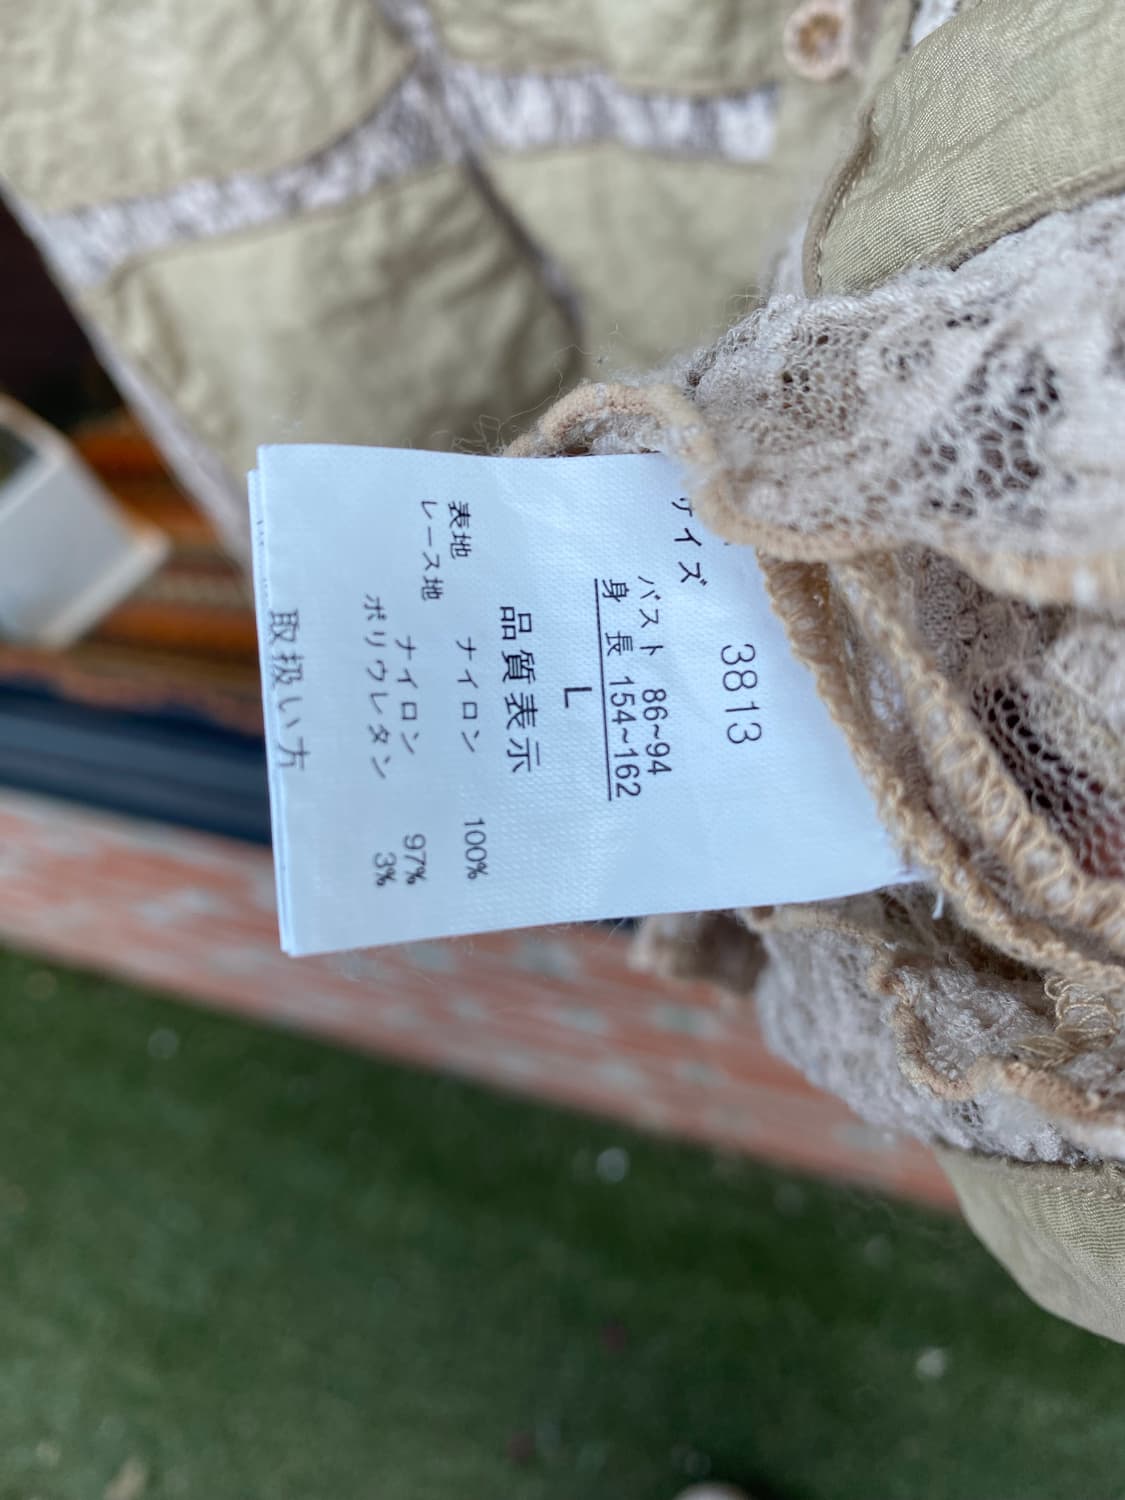 3813
サイズ
バスト 86~94
身長 154~162
L
品質表示
表地 ナイロン 100%
レース地
ナイロン 97%
ポリウレタン 3%
取扱い方